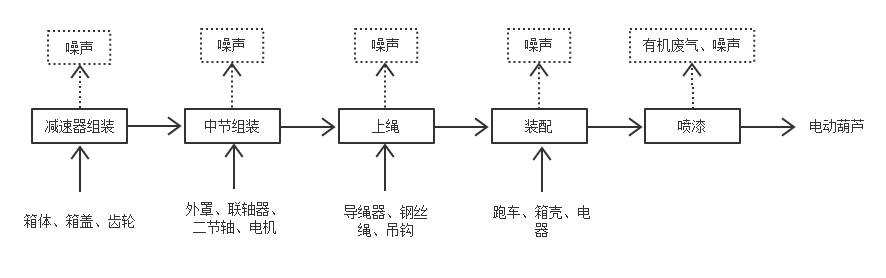 噪声
噪声
噪声
噪声
有机废气、噪声
减速器组装
中节组装
上绳
装配
喷漆
电动葫芦
箱体、箱盖、齿轮
外罩、联轴器、
二节轴、电机
导绳器、钢丝
绳、吊钩
跑车、箱壳、电
器